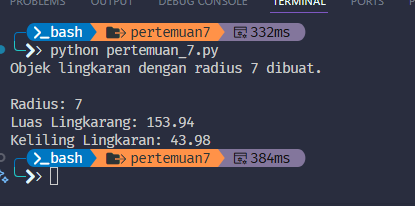 OUTPUT DEBUG CONSOLE TERMINAL PORTS
_bash pertemuan7 332ms
python pertemuan_7.py
Objek lingkaran dengan radius 7 dibuat.
Radius: 7
Luas Lingkarang: 153.94
Keliling Lingkaran: 43.98
_bash pertemuan7 384ms